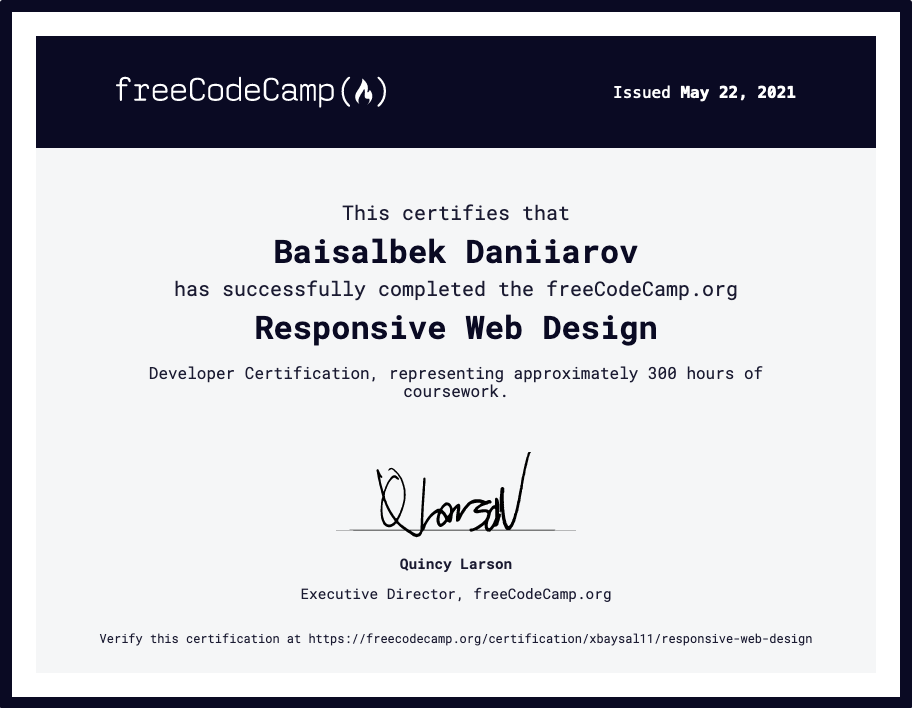 freeCodeCamp(🔥)
Issued May 22, 2021
This certifies that
Baisalbek Daniiarov
has successfully completed the freeCodeCamp.org
Responsive Web Design
Developer Certification, representing approximately 300 hours of
coursework.
QLarson
Quincy Larson
Executive Director, freeCodeCamp.org
Verify this certification at https://freecodecamp.org/certification/xbaysal11/responsive-web-design